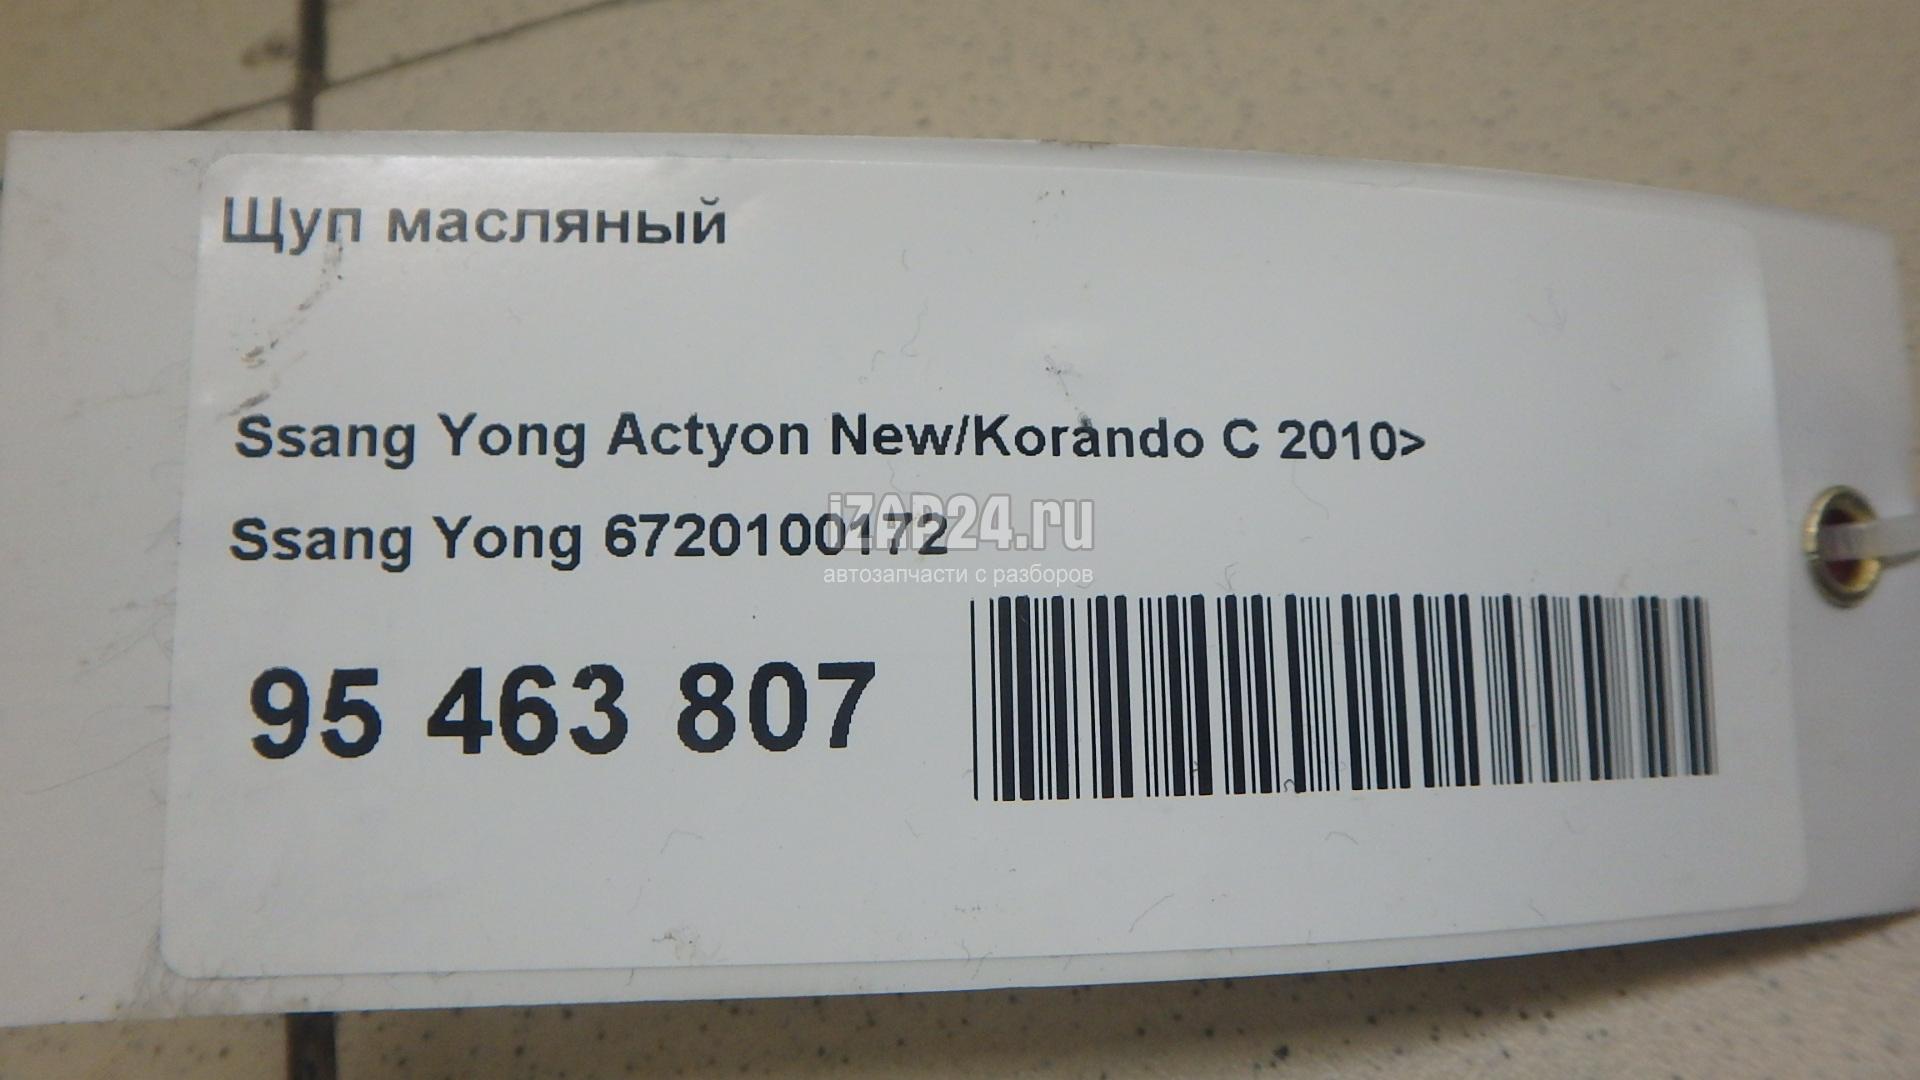 Щуп масляный
Ssang Yong Actyon New/Korando C 2010>
Ssang Yong 6720100172
iZAP24.ru
автозапчасти с разборов
95 463 807